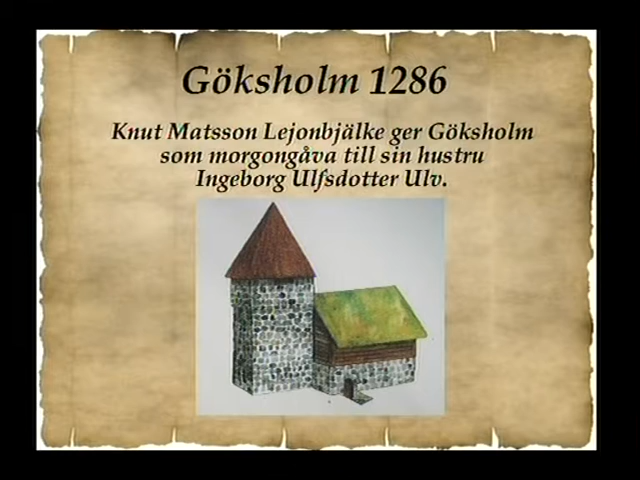 Göksholm 1286
Knut Matsson Lejonbjälke ger Göksholm
som morgongåva till sin hustru
Ingeborg Ulfsdotter Ulv.